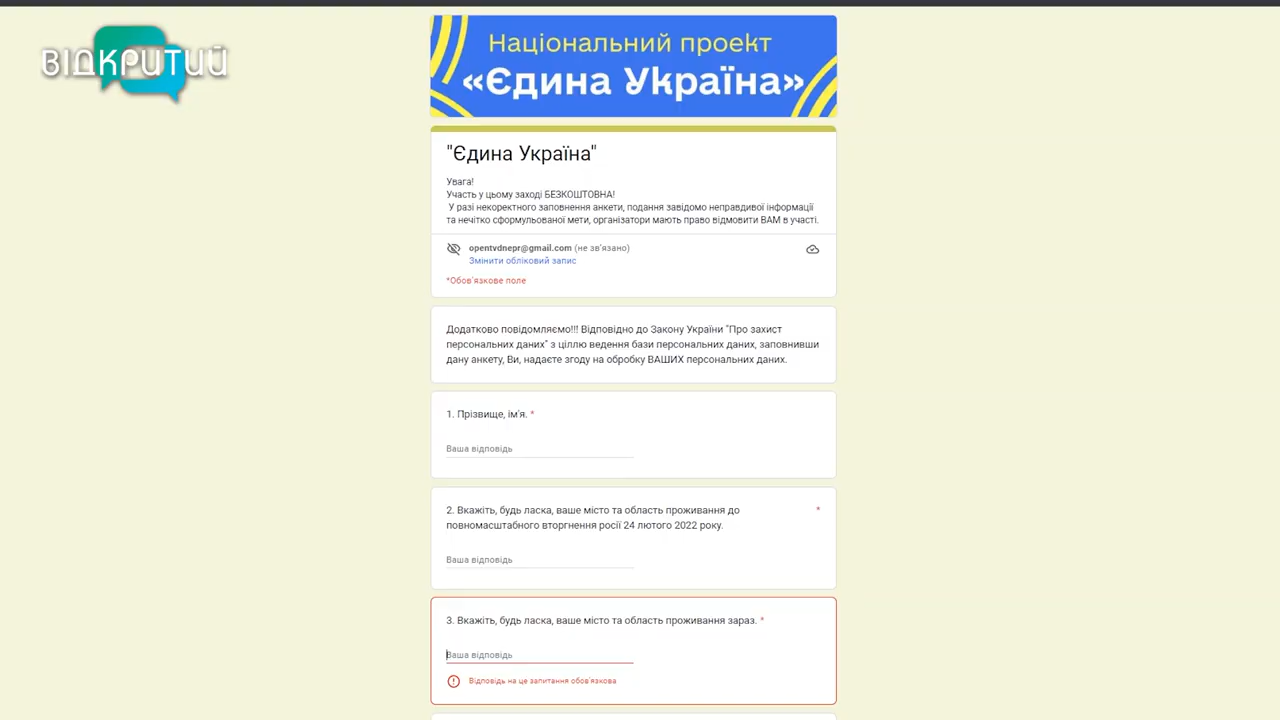 ВІДКРИТИЙ
Національний проект
«Єдина Україна»
"Єдина Україна"
Увага!
Участь у цьому заході БЕЗКОШТОВНА!
У разі некоректного заповнення анкети, подання завідомо неправдивої інформації
та нечітко сформульованої мети, організатори мають право відмовити ВАМ в участі.
opentvdnepr@gmail.com (не зв'язано)
Змінити обліковий запис
*Обов'язкове поле
Додатково повідомляємо!!! Відповідно до Закону України "Про захист
персональних даних" з ціллю ведення бази персональних даних, заповнивши
дану анкету, Ви, надаєте згоду на обробку ВАШИХ персональних даних.
1. Прізвище, ім'я. *
Ваша відповідь
2. Вкажіть, будь ласка, ваше місто та область проживання до *
повномасштабного вторгнення росії 24 лютого 2022 року.
Ваша відповідь
3. Вкажіть, будь ласка, ваше місто та область проживання зараз. *
Ваша відповідь
Відповідь на це запитання обов'язкова